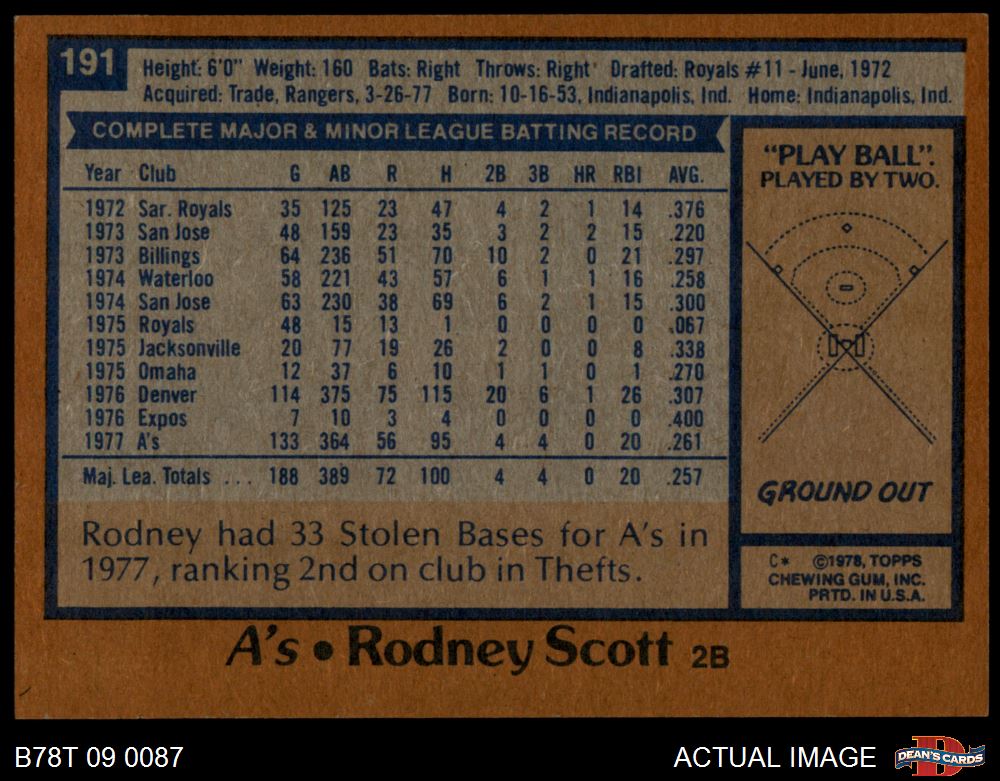 191
Height: 6'0" Weight: 160 Bats: Right Throws: Right Drafted: Royals #11 - June, 1972
Acquired: Trade, Rangers, 3-26-77 Born: 10-16-53, Indianapolis, Ind. Home: Indianapolis, Ind.
COMPLETE MAJOR & MINOR LEAGUE BATTING RECORD
Year Club G AB R H 2B 3B HR RBI AVG.
1972 Sar. Royals 35 125 23 47 4 2 1 14 .376
1973 San Jose 48 159 23 35 3 2 2 15 .220
1973 Billings 64 236 51 70 10 2 0 21 .297
1974 Waterloo 58 221 43 57 6 1 1 16 .258
1974 San Jose 63 230 38 69 6 2 1 15 .300
1975 Royals 48 15 13 1 0 0 0 0 .067
1975 Jacksonville 20 77 19 26 2 0 0 8 .338
1975 Omaha 12 37 6 10 1 1 0 1 .270
1976 Denver 114 375 75 115 20 6 1 26 .307
1976 Expos 7 10 3 4 0 0 0 0 .400
1977 A's 133 364 56 95 4 4 0 20 .261
Maj. Lea. Totals ... 188 389 72 100 4 4 0 20 .257
Rodney had 33 Stolen Bases for A's in
1977, ranking 2nd on club in Thefts.
"PLAY BALL".
PLAYED BY TWO.
GROUND OUT
C* ©1978, TOPPS
CHEWING GUM, INC.
PRTD. IN U.S.A.
A's • Rodney Scott 2B
B78T 09 0087
ACTUAL IMAGE
D
DEAN'S CARDS